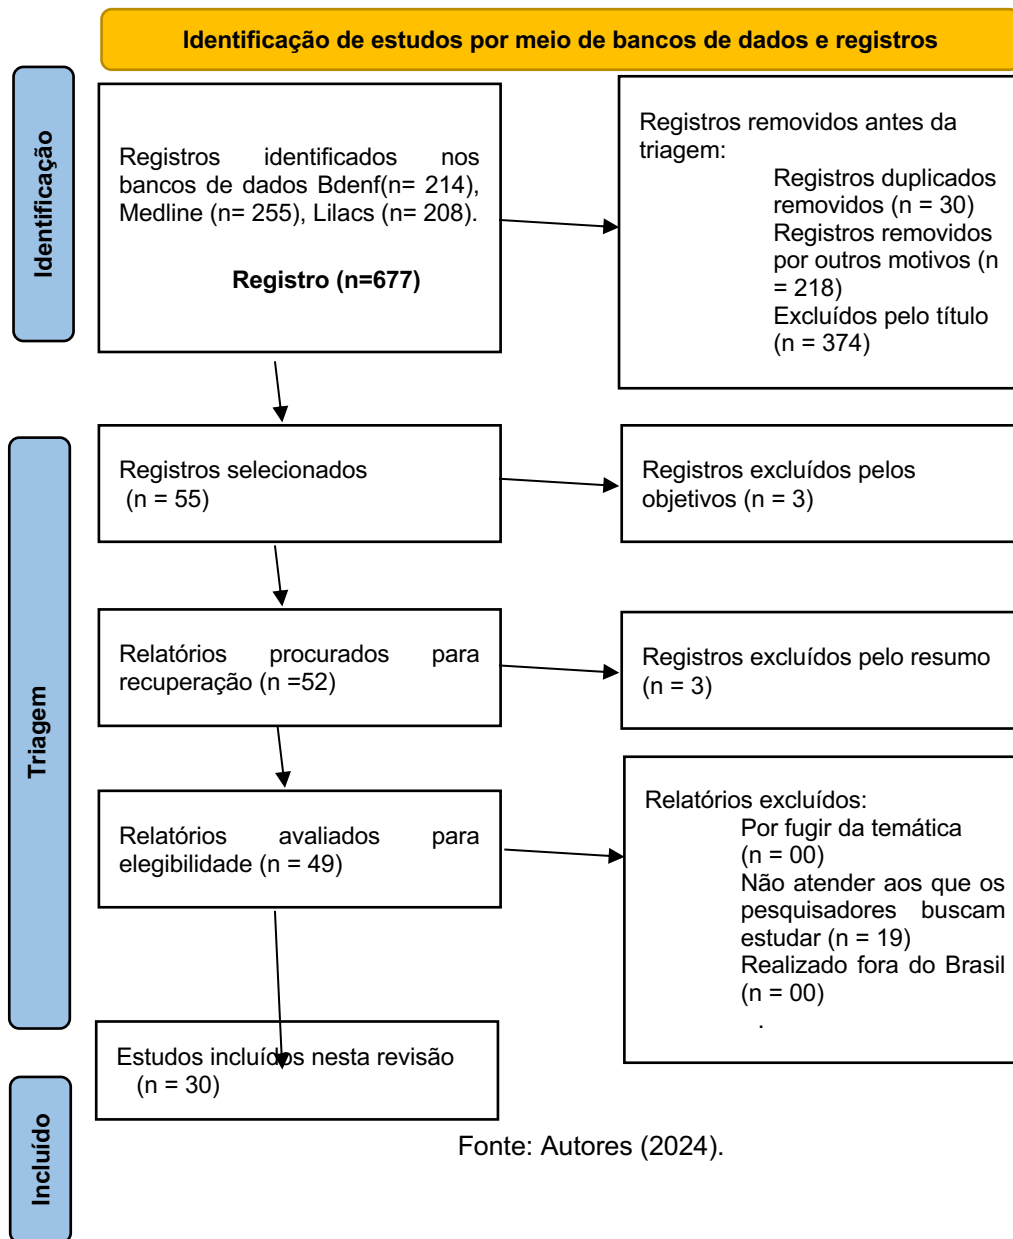 Identificação de estudos por meio de bancos de dados e registros
Identificação
Registros identificados nos
bancos de dados Bdenf(n= 214),
Medline (n= 255), Lilacs (n= 208).
Registro (n=677)
Registros removidos antes da
triagem:
Registros duplicados
removidos (n = 30)
Registros removidos
por outros motivos (n
= 218)
Excluídos pelo título
(n = 374)
Triagem
Registros selecionados
(n = 55)
Registros excluídos pelos
objetivos (n = 3)
Relatórios procurados para
recuperação (n =52)
Registros excluídos pelo resumo
(n = 3)
Relatórios avaliados para
elegibilidade (n = 49)
Relatórios excluídos:
Por fugir da temática
(n = 00)
Não atender aos que os
pesquisadores buscam
estudar (n = 19)
Realizado fora do Brasil
(n = 00)
.
Incluído
Estudos incluídos nesta revisão
(n = 30)
Fonte: Autores (2024).